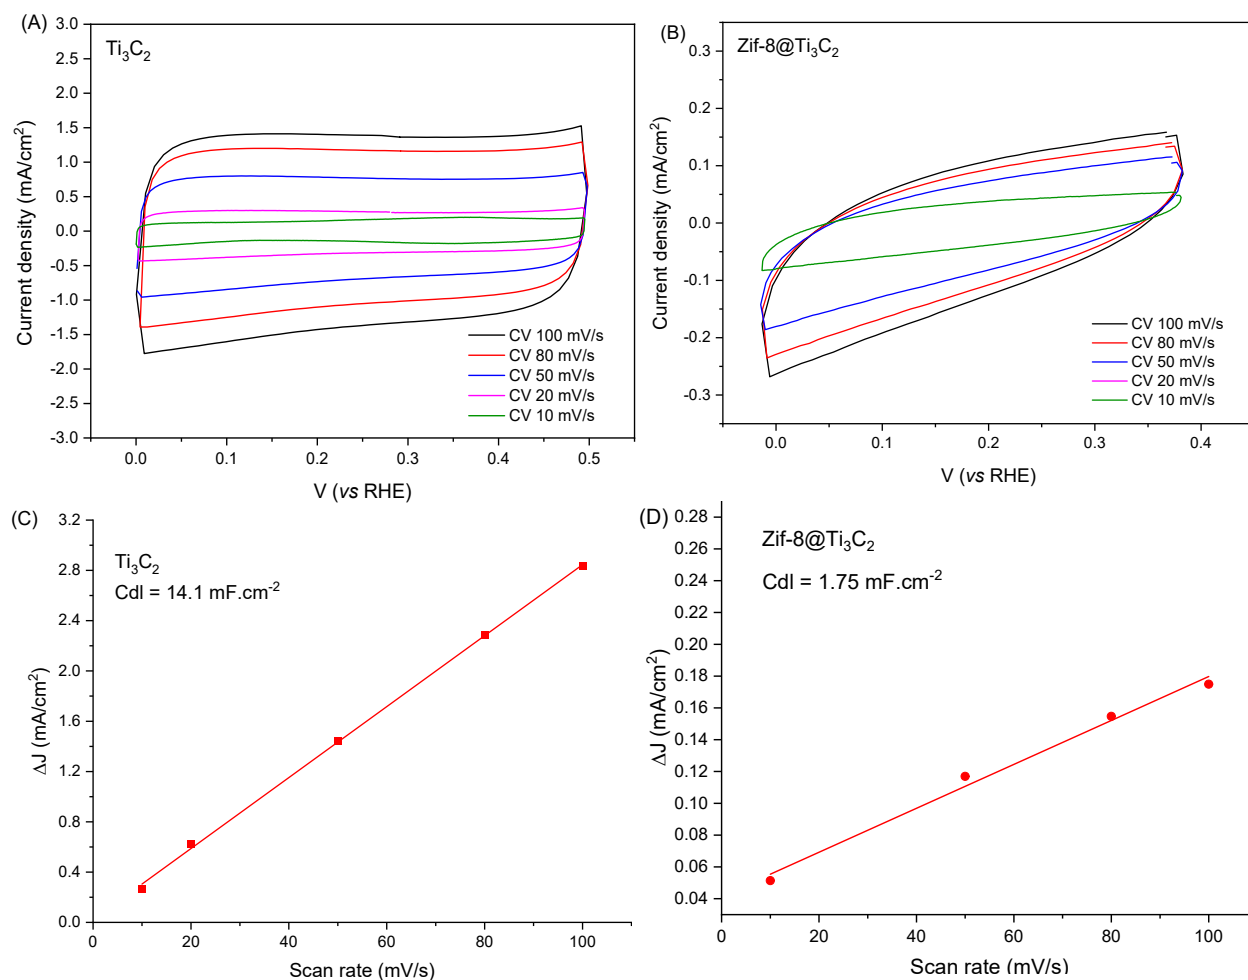 (A)
Ti₃C₂
3.0
2.5
2.0
1.5
1.0
0.5
0.0
-0.5
-1.0
-1.5
-2.0
-2.5
-3.0
Current density (mA/cm²)
CV 100 mV/s
CV 80 mV/s
CV 50 mV/s
CV 20 mV/s
CV 10 mV/s
0.0 0.1 0.2 0.3 0.4 0.5
V (vs RHE)
(B)
Zif-8@Ti₃C₂
0.3
0.2
0.1
0.0
-0.1
-0.2
-0.3
Current density (mA/cm²)
CV 100 mV/s
CV 80 mV/s
CV 50 mV/s
CV 20 mV/s
CV 10 mV/s
0.0 0.1 0.2 0.3 0.4
V (vs RHE)
(C)
Ti₃C₂
Cdl = 14.1 mF.cm⁻²
3.2
2.8
2.4
2.0
1.6
1.2
0.8
0.4
0.0
ΔJ (mA/cm²)
0 20 40 60 80 100
Scan rate (mV/s)
(D)
Zif-8@Ti₃C₂
Cdl = 1.75 mF.cm⁻²
0.28
0.26
0.24
0.22
0.20
0.18
0.16
0.14
0.12
0.10
0.08
0.06
0.04
ΔJ (mA/cm²)
0 20 40 60 80 100
Scan rate (mV/s)